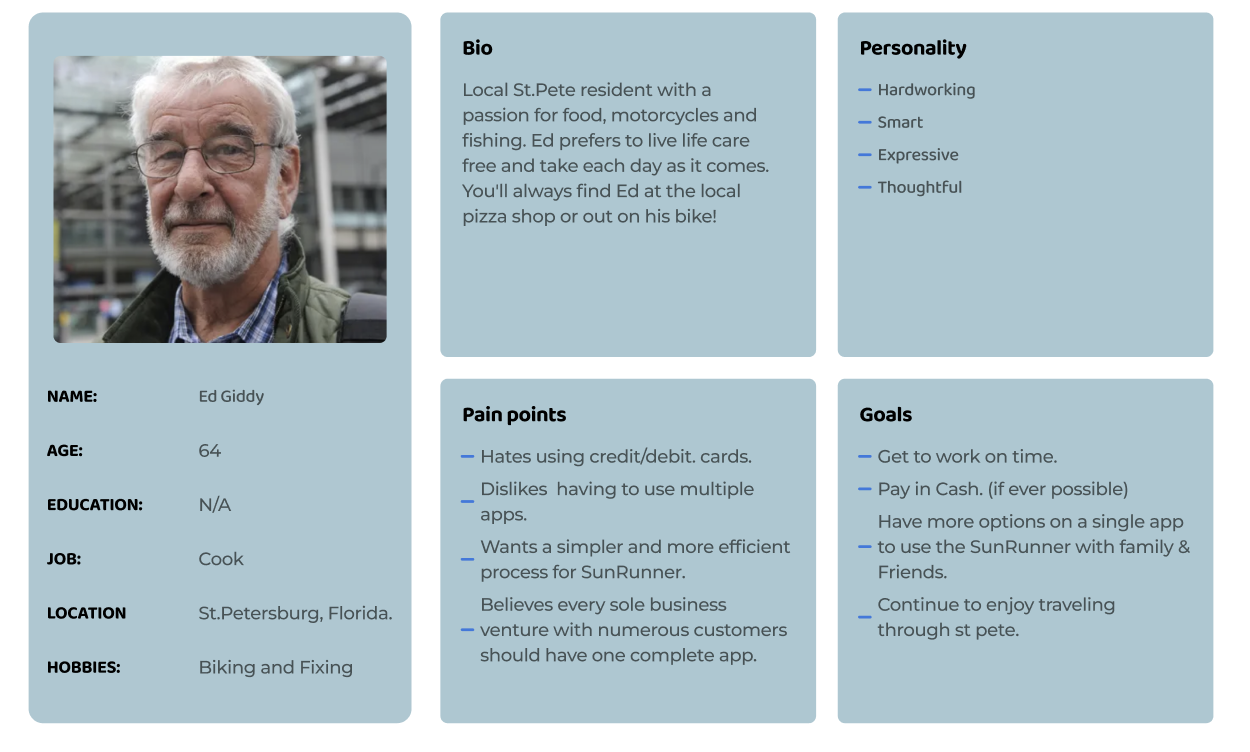 NAME: Ed Giddy
AGE: 64
EDUCATION: N/A
JOB: Cook
LOCATION St.Petersburg, Florida.
HOBBIES: Biking and Fixing
Bio
Local St.Pete resident with a
passion for food, motorcycles and
fishing. Ed prefers to live life care
free and take each day as it comes.
You'll always find Ed at the local
pizza shop or out on his bike!
Personality
Hardworking
Smart
Expressive
Thoughtful
Pain points
Hates using credit/debit. cards.
Dislikes  having to use multiple
apps.
Wants a simpler and more efficient
process for SunRunner.
Believes every sole business
venture with numerous customers
should have one complete app.
Goals
Get to work on time.
Pay in Cash. (if ever possible)
Have more options on a single app
to use the SunRunner with family &
Friends.
Continue to enjoy traveling
through st pete.